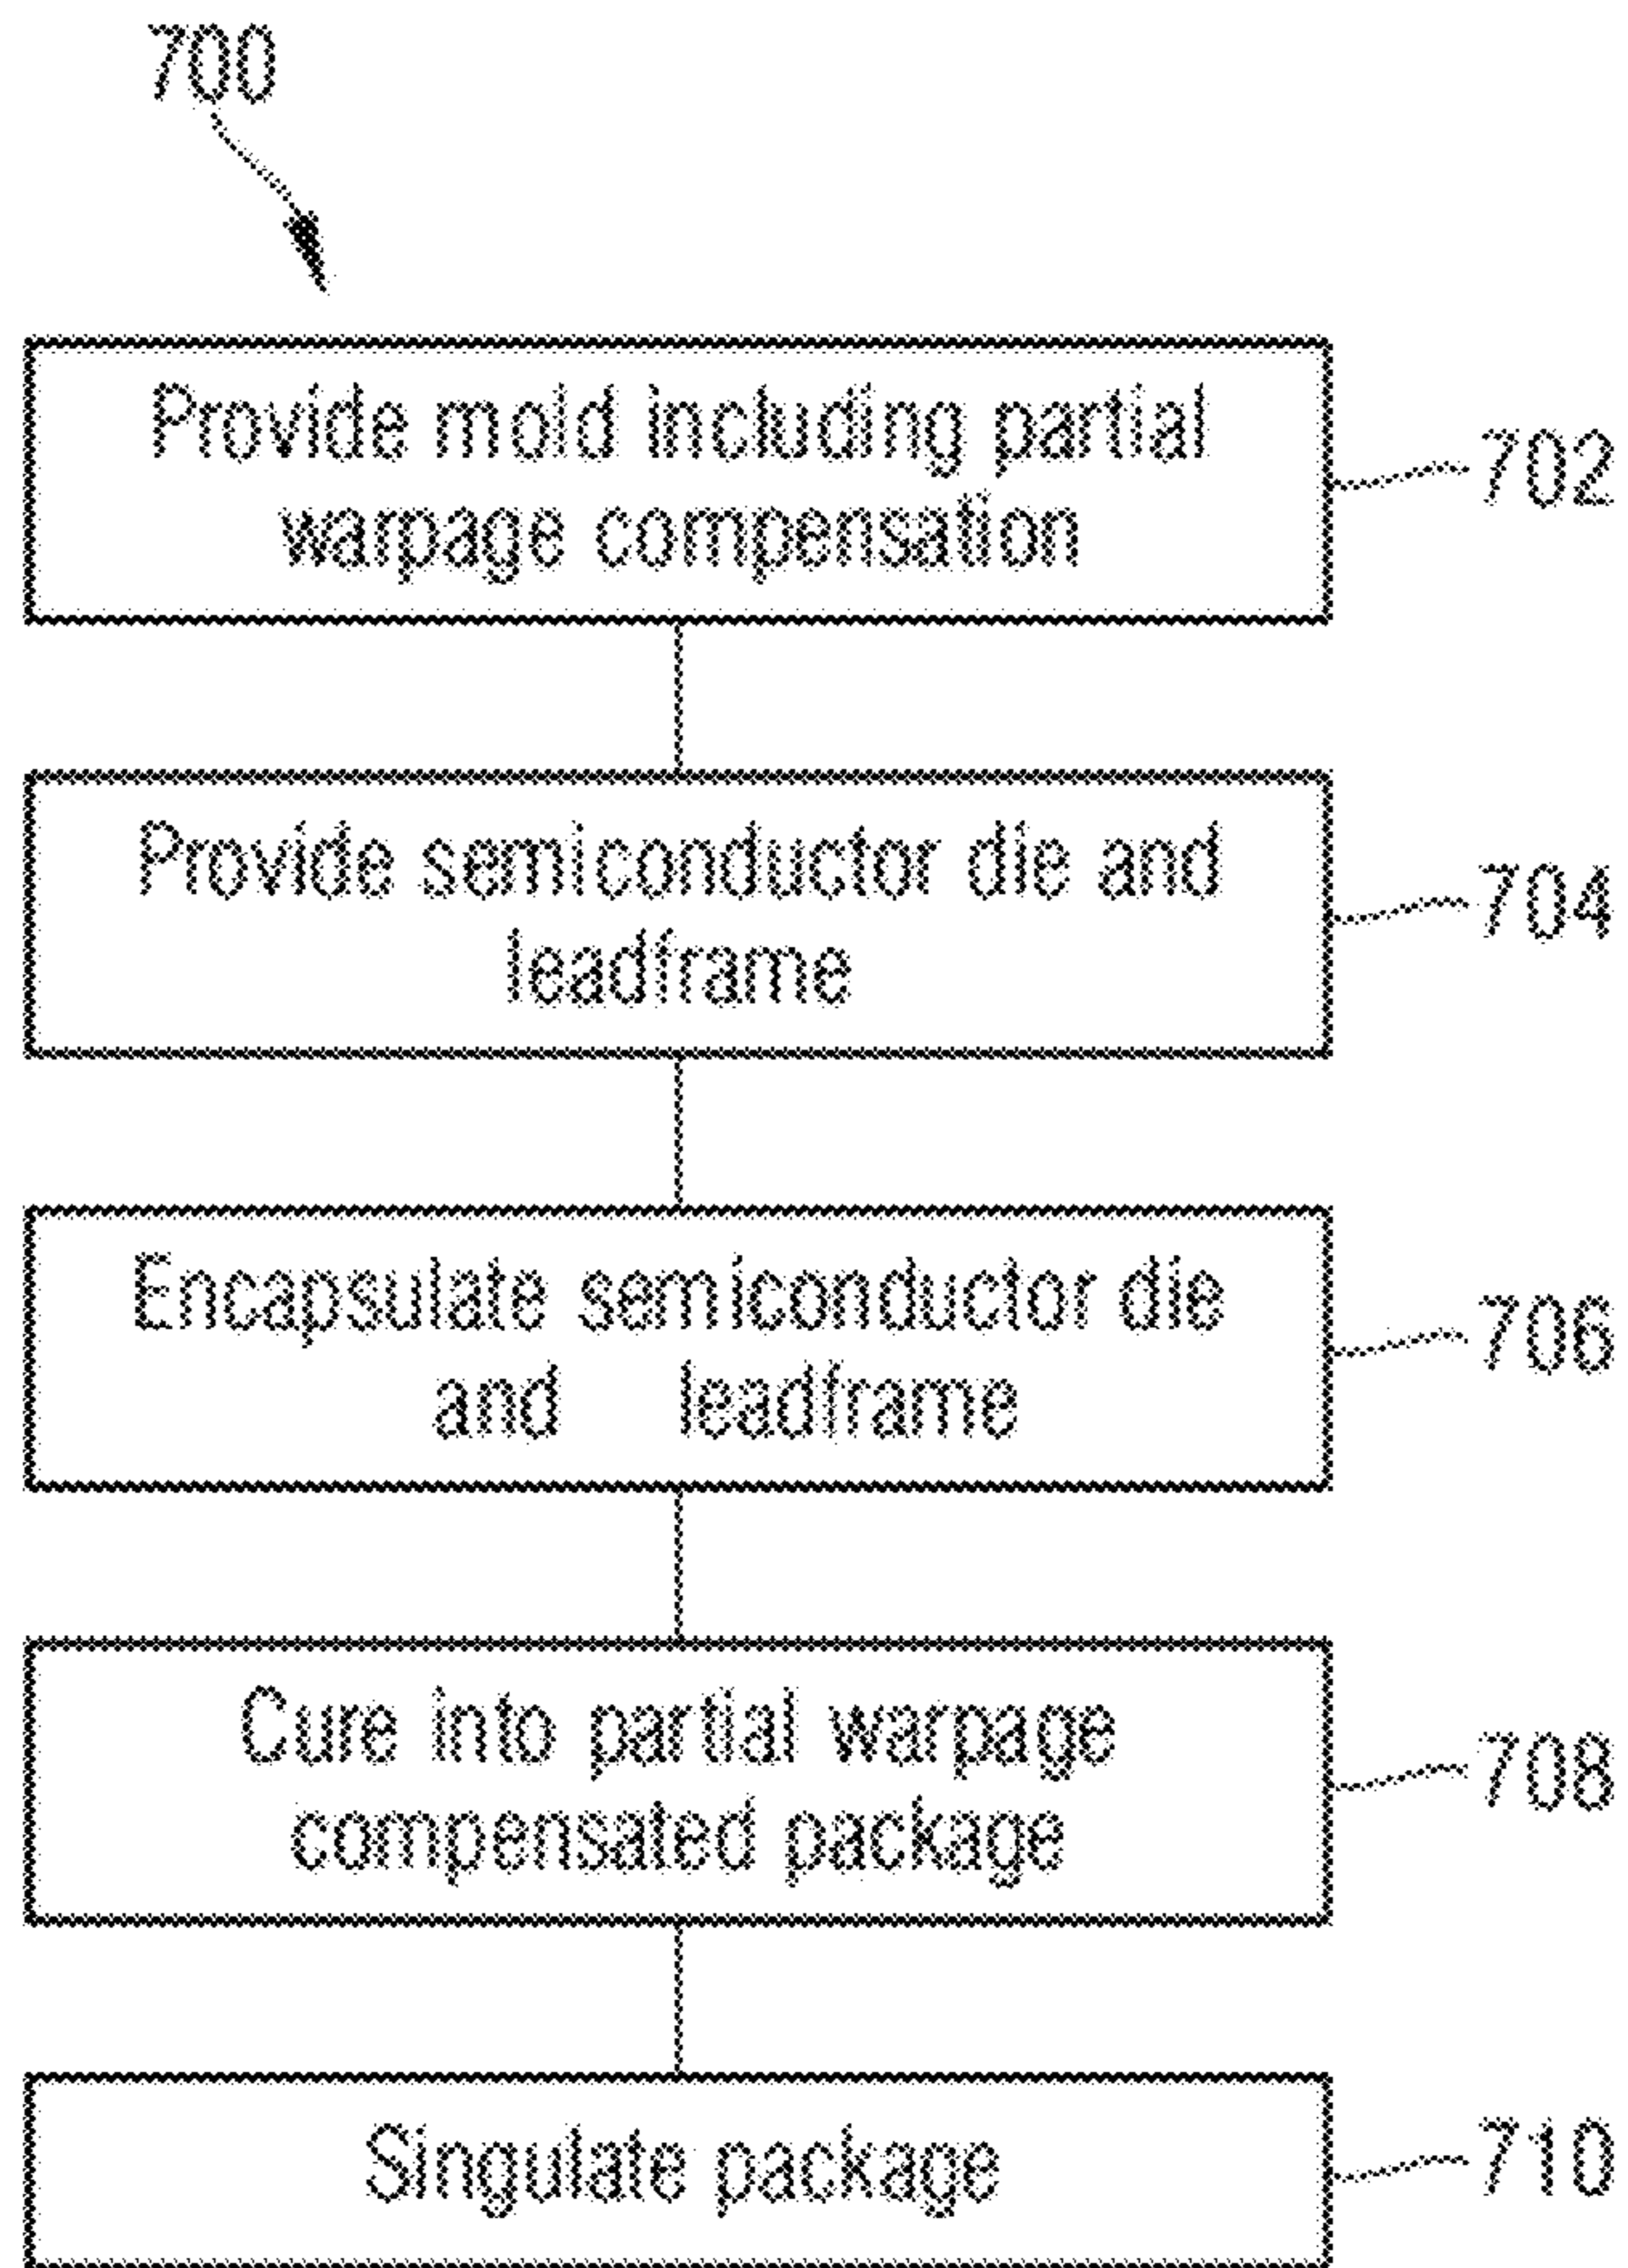 700
Provide mold including partial
warpage compensation
702
Provide semiconductor die and
leadframe
704
Encapsulate semiconductor die
and leadframe
706
Cure into partial warpage
compensated package
708
Singulate package
710